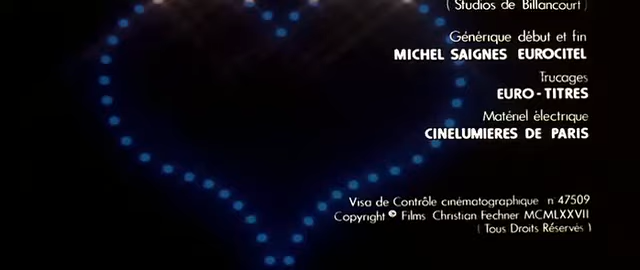 ( Studios de Billancourt )
Générique début et fin
MICHEL SAIGNES EUROCITEL
Trucages
EURO-TITRES
Matériel électrique
CINELUMIERES DE PARIS
Visa de Contrôle cinématographique n 47509
Copyright © Films Christian Fechner MCMLXXVII
( Tous Droits Réservés )